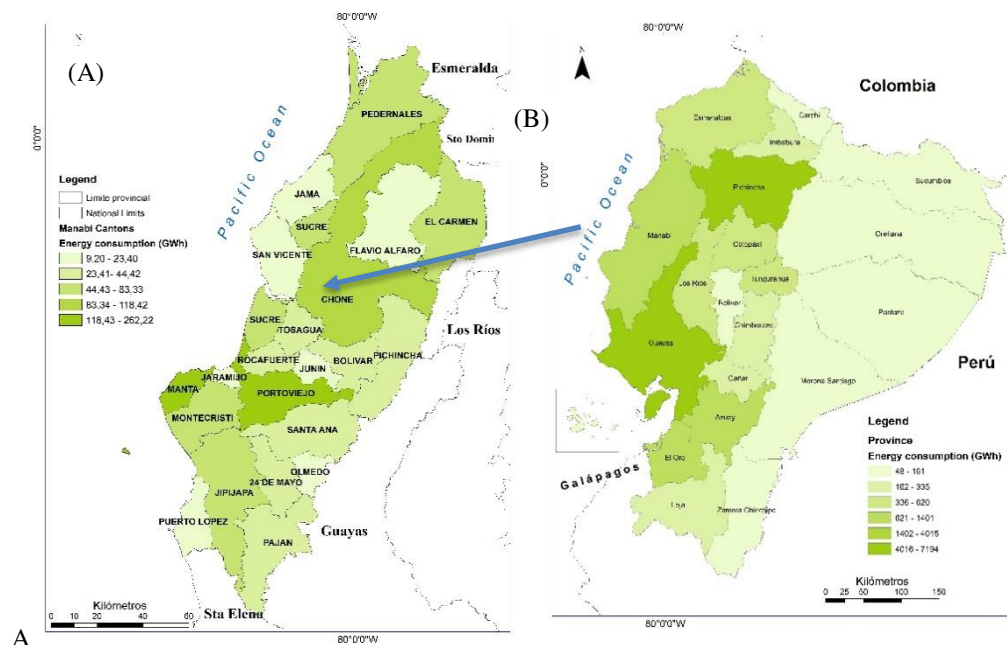 80°0'0"W
(A)
N
Esmeralda
PEDERNALES
Sto Domin
0°0'0"
Pacific Ocean
Legend
Limite provincial
National Limits
Manabi Cantons
Energy consumption (GWh)
9.20 - 23,40
23,41- 44,42
44,43 - 83,33
83,34 - 118,42
118,43 - 262,22
JAMA
SUCRE
EL CARMEN
FLAVIO ALFARO
SAN VICENTE
CHONE
SUCRE
TOSAGUA
Los Ríos
ROCAFUERTE
BOLIVAR
PICHINCHA
JUNIN
JARAMIJO
MANTA
PORTOVIEJO
MONTECRISTI
SANTA ANA
OLMEDO
24 DE MAYO
JIPIJAPA
PUERTO LOPEZ
Guayas
PAJAN
Kilómetros
0 10 20 40 60
Sta Elena
80°0'0"W
A
80°0'0"W
N
(B)
Colombia
Esmeraldas
Carchi
Imbabura
0°0'0"
Pacific Ocean
Pichincha
Sucumbios
Orellana
Manabi
Cotopaxi
Los Rios
Tungurahua
Bolivar
Pastaza
Chimborazo
Guayas
Cañar
Morona Santiago
Perú
Azuay
El Oro
Galápagos
Loja
Zamora Chinchipe
Legend
Province
Energy consumption (GWh)
48 - 161
162 - 335
336 - 620
621 - 1401
1402 - 4015
4016 - 7194
Kilómetros
0 25 50 100 150
80°0'0"W